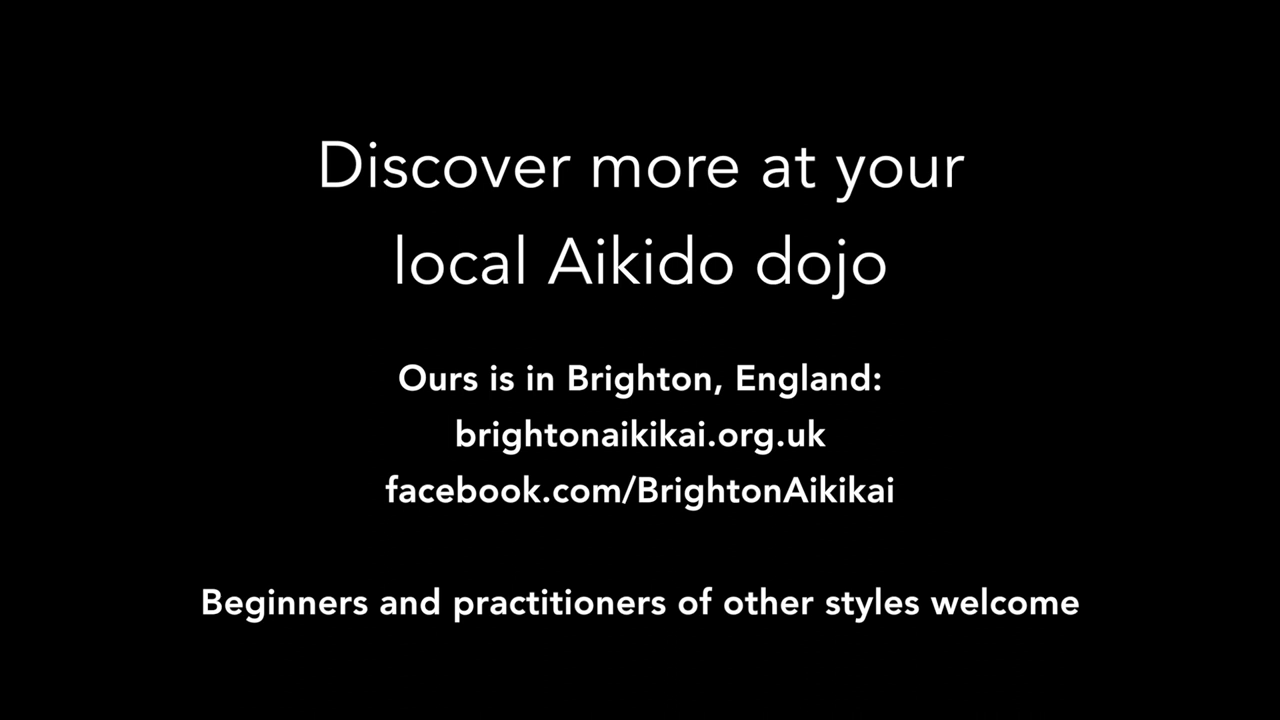 Discover more at your
local Aikido dojo
Ours is in Brighton, England:
brightonaikikai.org.uk
facebook.com/BrightonAikikai
Beginners and practitioners of other styles welcome